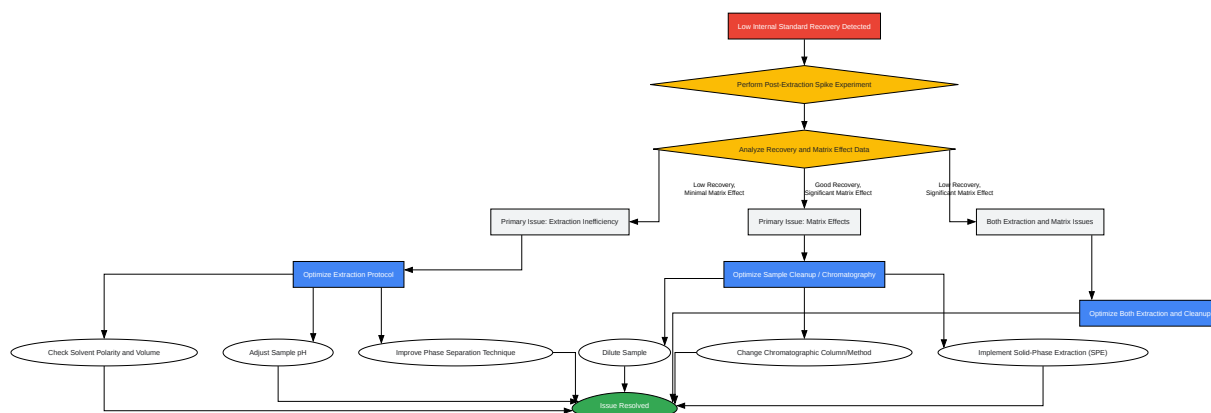 Low Internal Standard Recovery Detected
Perform Post-Extraction Spike Experiment
Analyze Recovery and Matrix Effect Data
Low Recovery,
Minimal Matrix Effect
Good Recovery,
Significant Matrix Effect
Low Recovery,
Significant Matrix Effect
Primary Issue: Extraction Inefficiency
Primary Issue: Matrix Effects
Both Extraction and Matrix Issues
Optimize Extraction Protocol
Optimize Sample Cleanup / Chromatography
Optimize Both Extraction and Cleanup
Check Solvent Polarity and Volume
Adjust Sample pH
Improve Phase Separation Technique
Dilute Sample
Change Chromatographic Column/Method
Implement Solid-Phase Extraction (SPE)
Issue Resolved